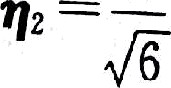 η₂ = —/√6